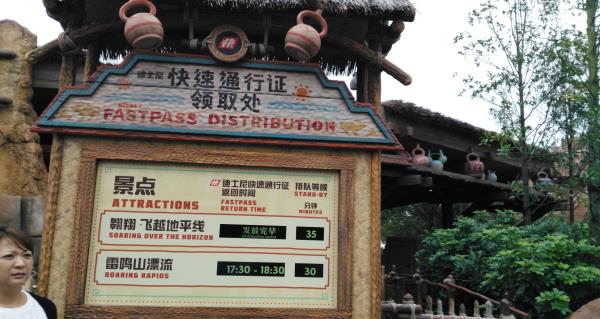 迪士尼 快速通行证
领取处
DISNEY FASTPASS DISTRIBUTION
景点
ATTRACTIONS
迪士尼快速通行证
返回时间
FASTPASS
RETURN TIME
排队等候
STAND-BY
分钟
MINUTES
翱翔·飞越地平线
SOARING OVER THE HORIZON
发放完毕
Distribution ended
35
雷鸣山漂流
ROARING RAPIDS
17:30 - 18:30
30